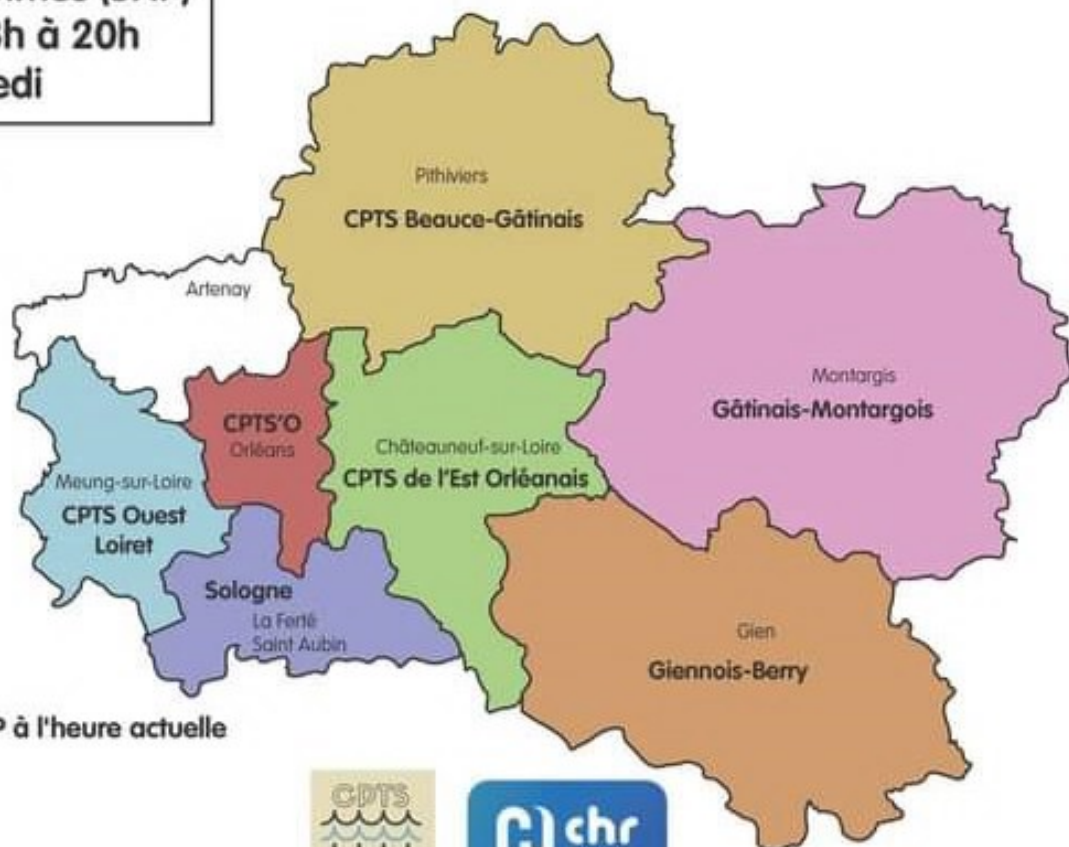 à 20h
Pithiviers
CPTS Beauce-Gâtinais
Artenay
Montargis
Gâtinais-Montargois
CPTS'O
Orléans
Châteauneuf-sur-Loire
CPTS de l'Est Orléanais
Meung-sur-Loire
CPTS Ouest
Loiret
Sologne
La Ferté
Saint Aubin
Gien
Giennois-Berry
à l'heure actuelle
CPTS
chr